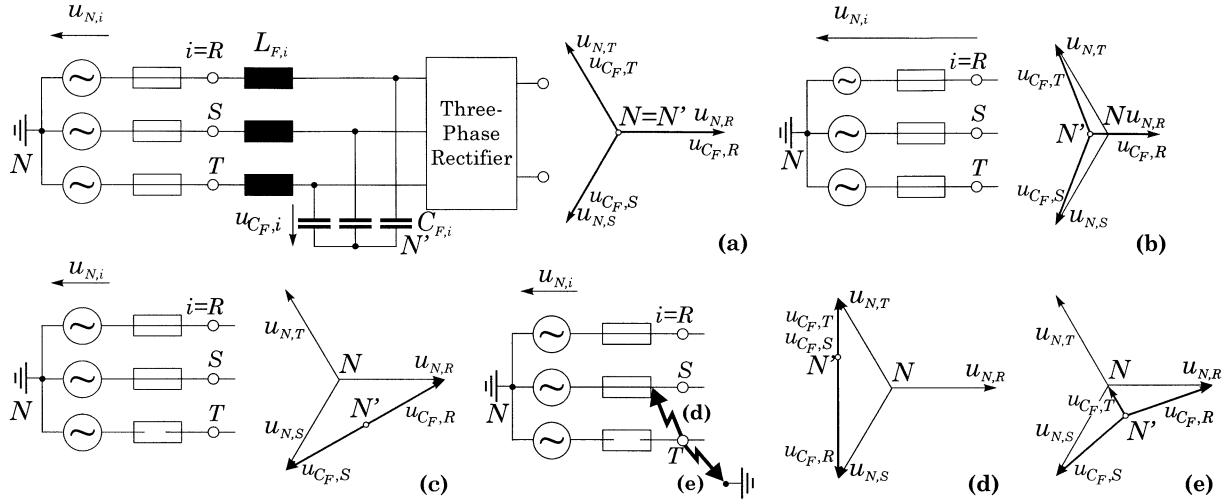 u_{N,i}
i=R
L_{F,i}
S
N
T
u_{C_F,i}
Three-
Phase
Rectifier
C_{F,i}
N'
u_{N,T}
u_{C_F,T}
N=N'
u_{N,R}
u_{C_F,R}
u_{C_F,S}
u_{N,S}
(a)
u_{N,i}
i=R
S
N
T
u_{N,T}
u_{C_F,T}
N'
N
u_{N,R}
u_{C_F,R}
u_{C_F,S}
u_{N,S}
(b)
u_{N,i}
i=R
S
N
T
u_{N,T}
N
u_{N,R}
N'
u_{C_F,R}
u_{N,S}
u_{C_F,S}
(c)
u_{N,i}
i=R
S
N
(d)
T
(e)
u_{N,T}
u_{C_F,T}
u_{C_F,S}
N'
N
u_{N,R}
u_{C_F,R}
u_{N,S}
(d)
u_{N,T}
N
u_{N,R}
u_{C_F,T}
u_{C_F,R}
N'
u_{N,S}
u_{C_F,S}
(e)